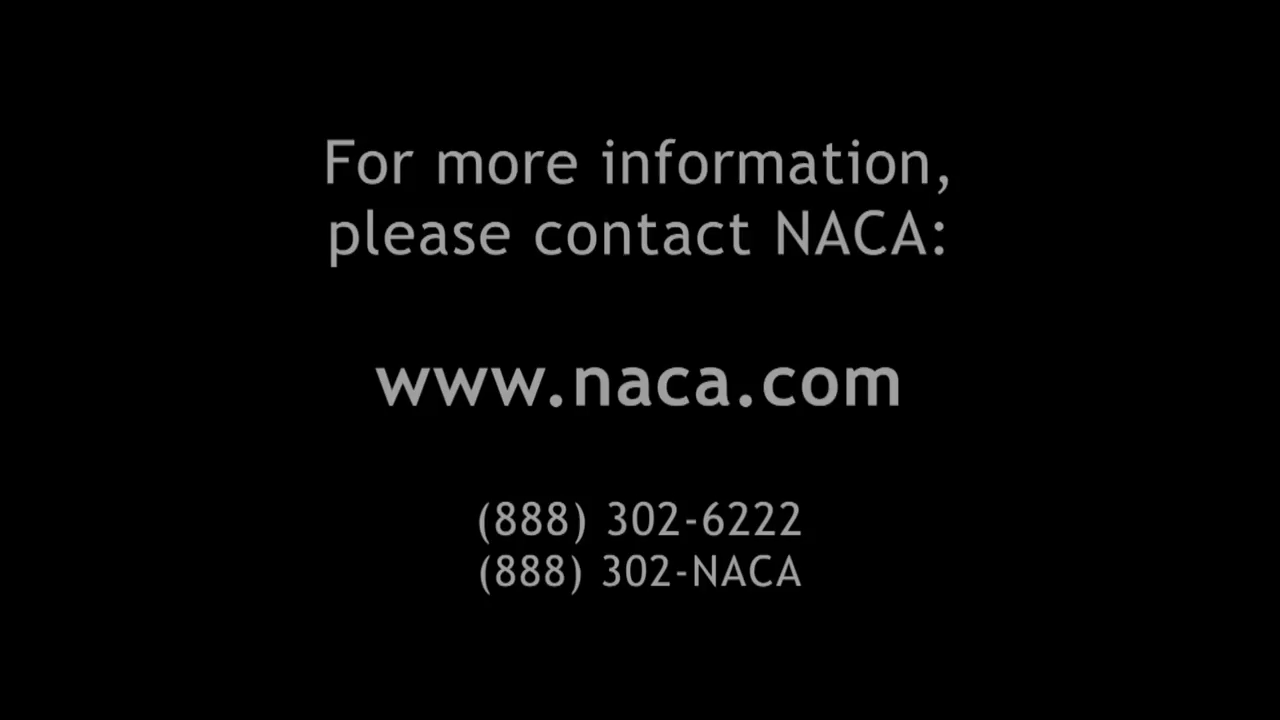 For more information,
please contact NACA:
www.naca.com
(888) 302-6222
(888) 302-NACA